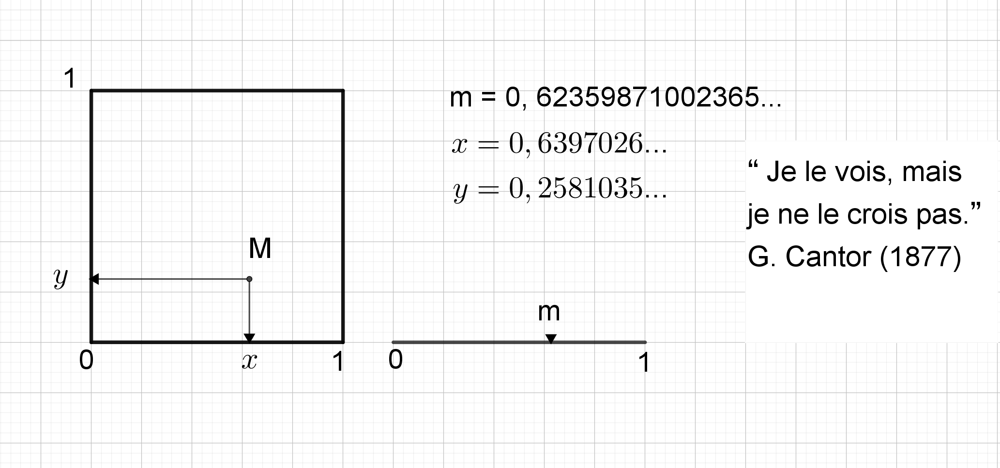 1
m = 0, 62359871002365...
x = 0, 6397026...
y = 0, 2581035...
“ Je le vois, mais
je ne le crois pas.”
G. Cantor (1877)
M
y
m
0
x
1
0
1